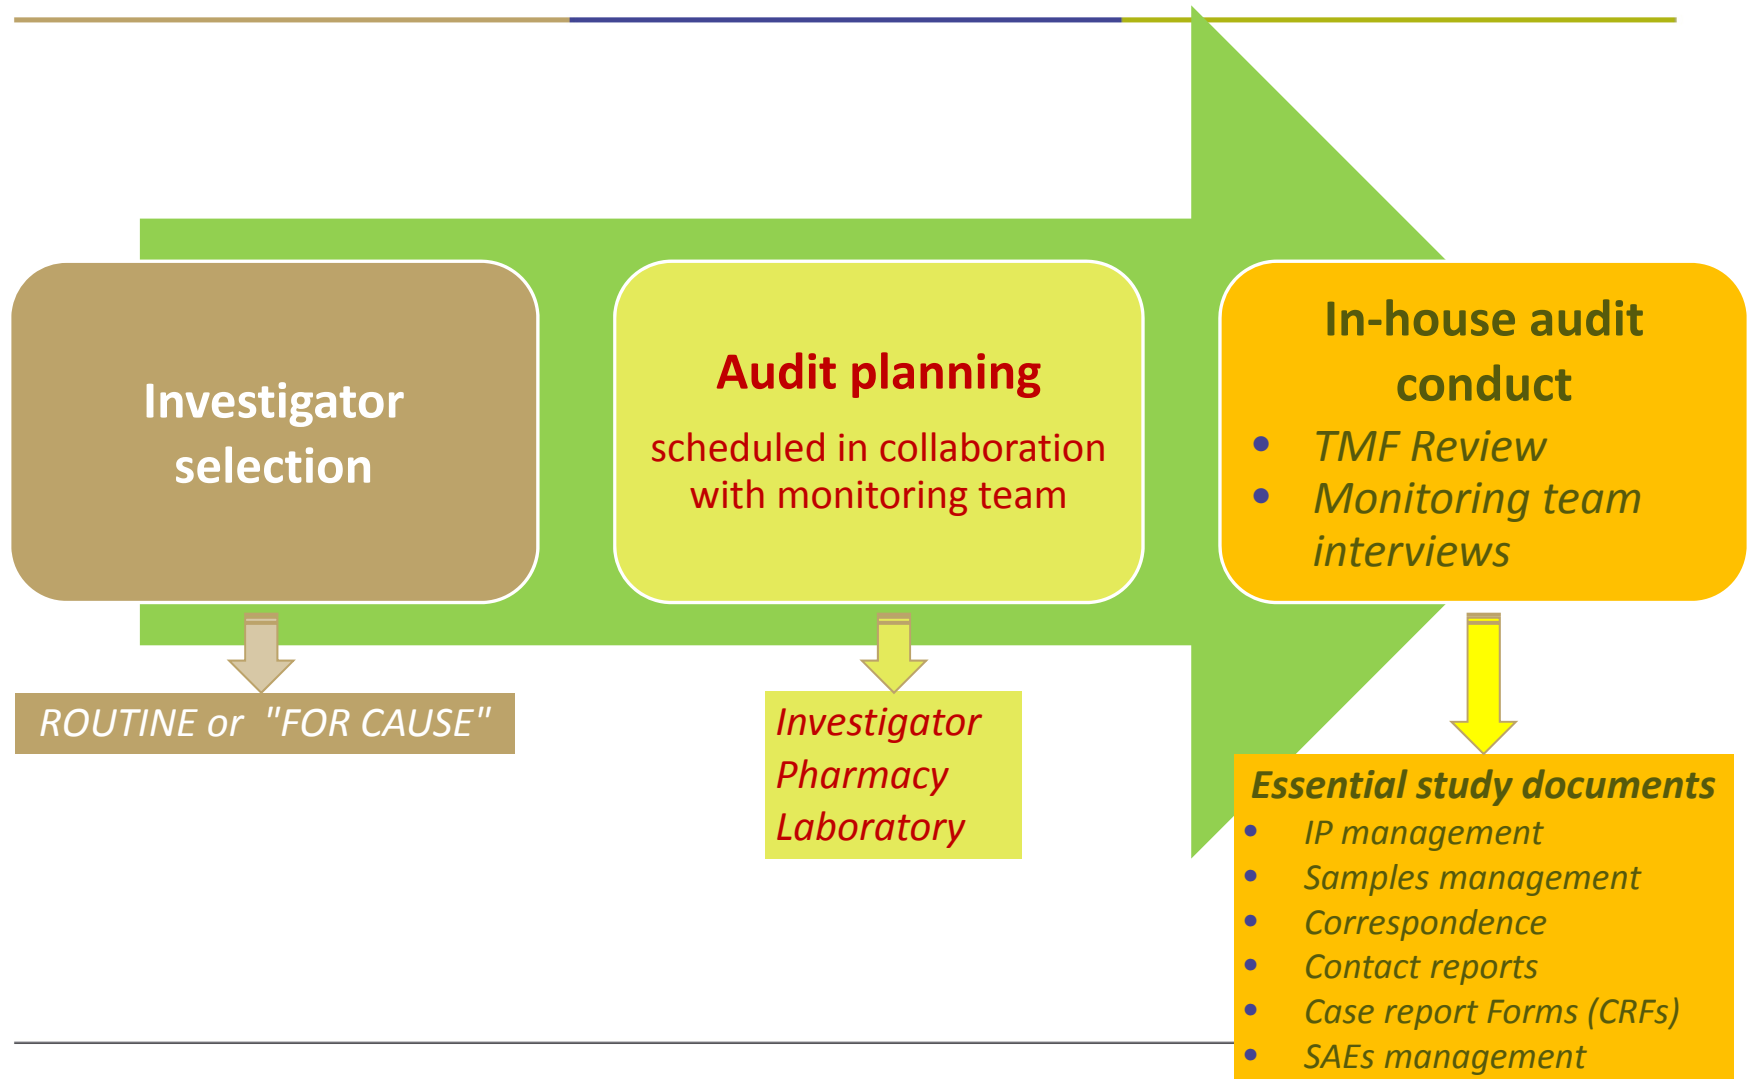 Investigator
selection
Audit planning
scheduled in collaboration
with monitoring team
In-house audit
conduct
• TMF Review
• Monitoring team
interviews
ROUTINE or "FOR CAUSE"
Investigator
Pharmacy
Laboratory
Essential study documents
• IP management
• Samples management
• Correspondence
• Contact reports
• Case report Forms (CRFs)
• SAEs management